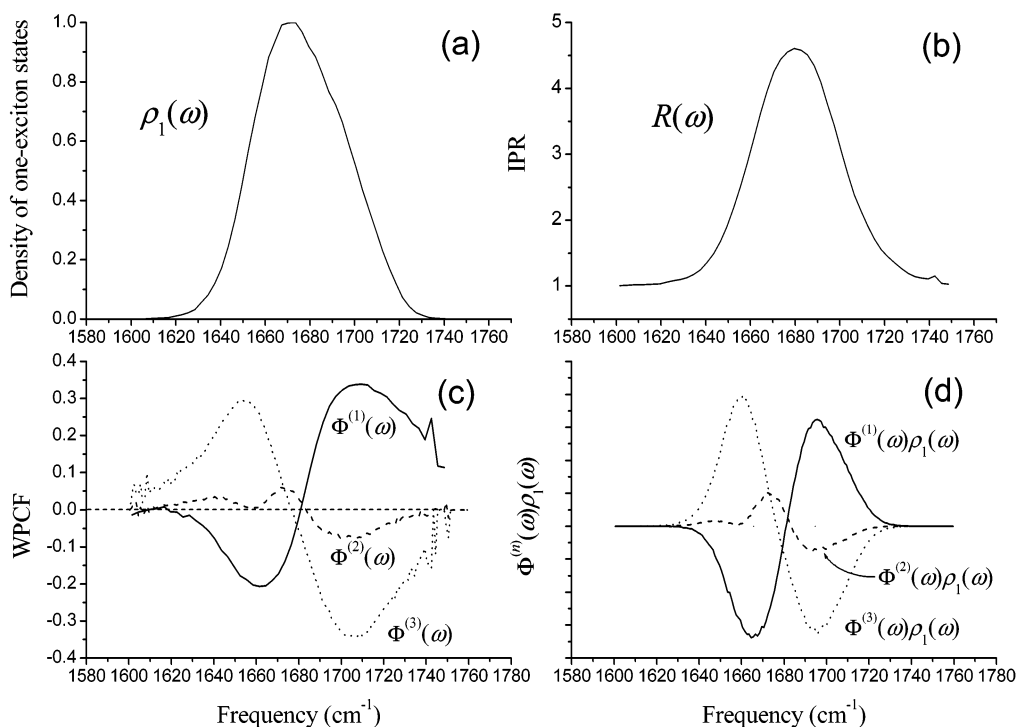 (a)
ρ₁(ω)
Density of one-exciton states
1.0
0.8
0.6
0.4
0.2
0.0
1580 1600 1620 1640 1660 1680 1700 1720 1740 1760
(b)
R(ω)
IPR
5
4
3
2
1
1580 1600 1620 1640 1660 1680 1700 1720 1740 1760
(c)
Φ⁽¹⁾(ω)
Φ⁽²⁾(ω)
Φ⁽³⁾(ω)
WPCF
0.4
0.3
0.2
0.1
0.0
-0.1
-0.2
-0.3
-0.4
1580 1600 1620 1640 1660 1680 1700 1720 1740 1760 1780
Frequency (cm⁻¹)
(d)
Φ⁽¹⁾(ω)ρ₁(ω)
Φ⁽²⁾(ω)ρ₁(ω)
Φ⁽³⁾(ω)ρ₁(ω)
Φ⁽ⁿ⁾(ω)ρ₁(ω)
1580 1600 1620 1640 1660 1680 1700 1720 1740 1760 1780
Frequency (cm⁻¹)